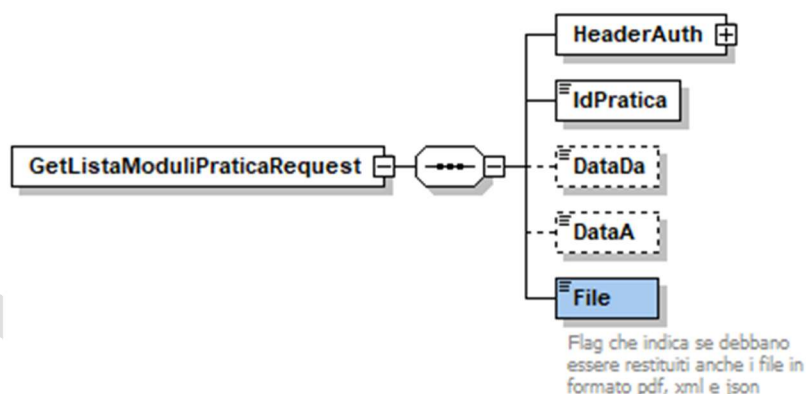 HeaderAuth
IdPratica
GetListaModuliPraticaRequest
DataDa
DataA
File
Flag che indica se debbano
essere restituiti anche i file in
formato pdf, xml e json